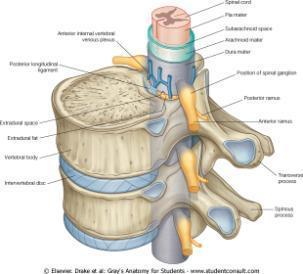 Spinal cord
Pia mater
Subarachnoid space
Arachnoid mater
Dura mater
Anterior internal vertebral
venous plexus
Posterior longitudinal
ligament
Position of spinal ganglion
Posterior ramus
Anterior ramus
Extradural space
Extradural fat
Vertebral body
Intervertebral disc
Transverse
process
Spinous
process
© Elsevier. Drake et al: Gray's Anatomy for Students - www.studentconsult.com